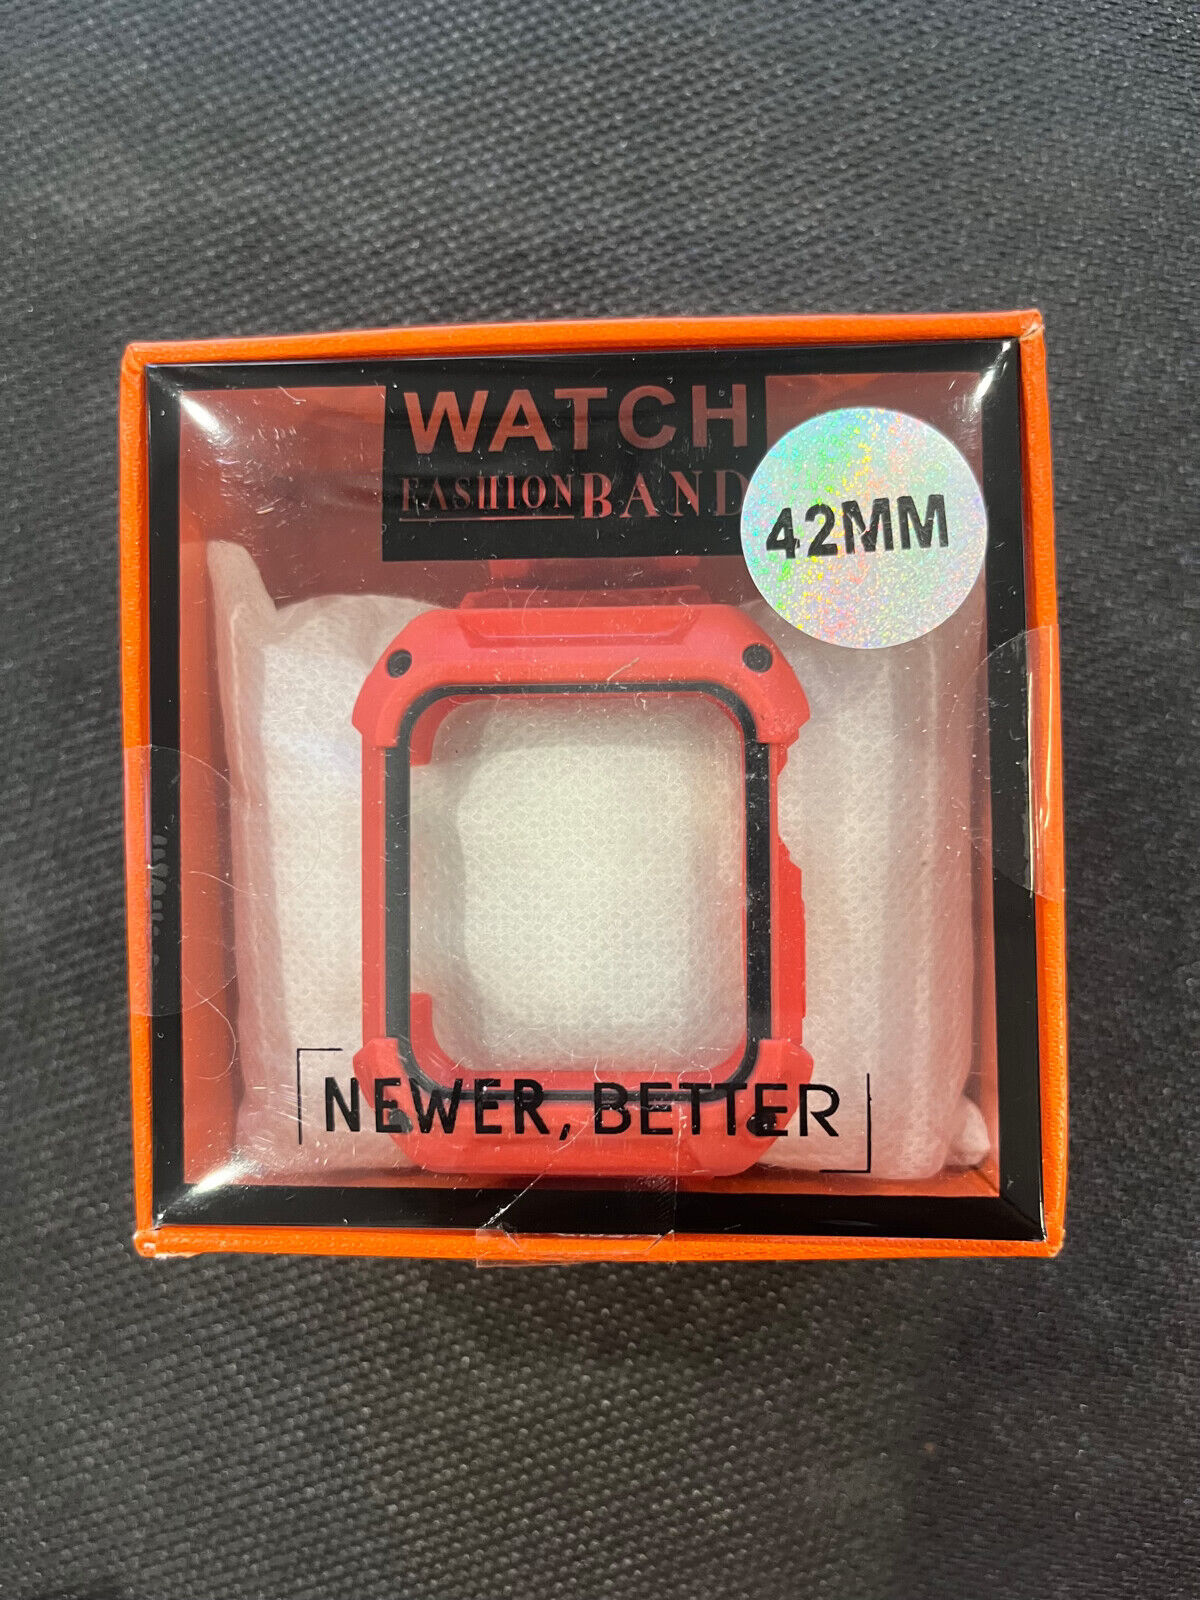 WATCH
FASHION BAND
42MM
NEWER, BETTER